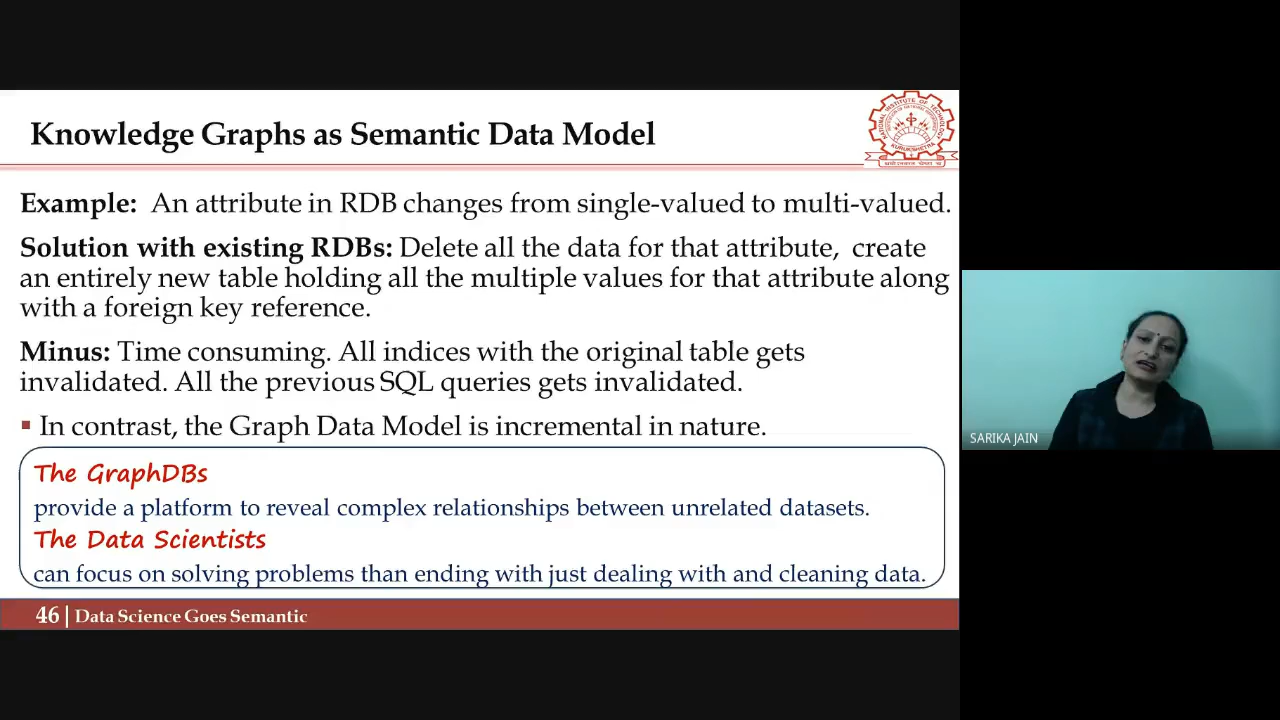 Knowledge Graphs as Semantic Data Model
NATIONAL INSTITUTE OF TECHNOLOGY
KURUKSHETRA
Example: An attribute in RDB changes from single-valued to multi-valued.
Solution with existing RDBs: Delete all the data for that attribute, create
an entirely new table holding all the multiple values for that attribute along
with a foreign key reference.
Minus: Time consuming. All indices with the original table gets
invalidated. All the previous SQL queries gets invalidated.
▪ In contrast, the Graph Data Model is incremental in nature.
The GraphDBs
provide a platform to reveal complex relationships between unrelated datasets.
The Data Scientists
can focus on solving problems than ending with just dealing with and cleaning data.
46 | Data Science Goes Semantic
SARIKA JAIN